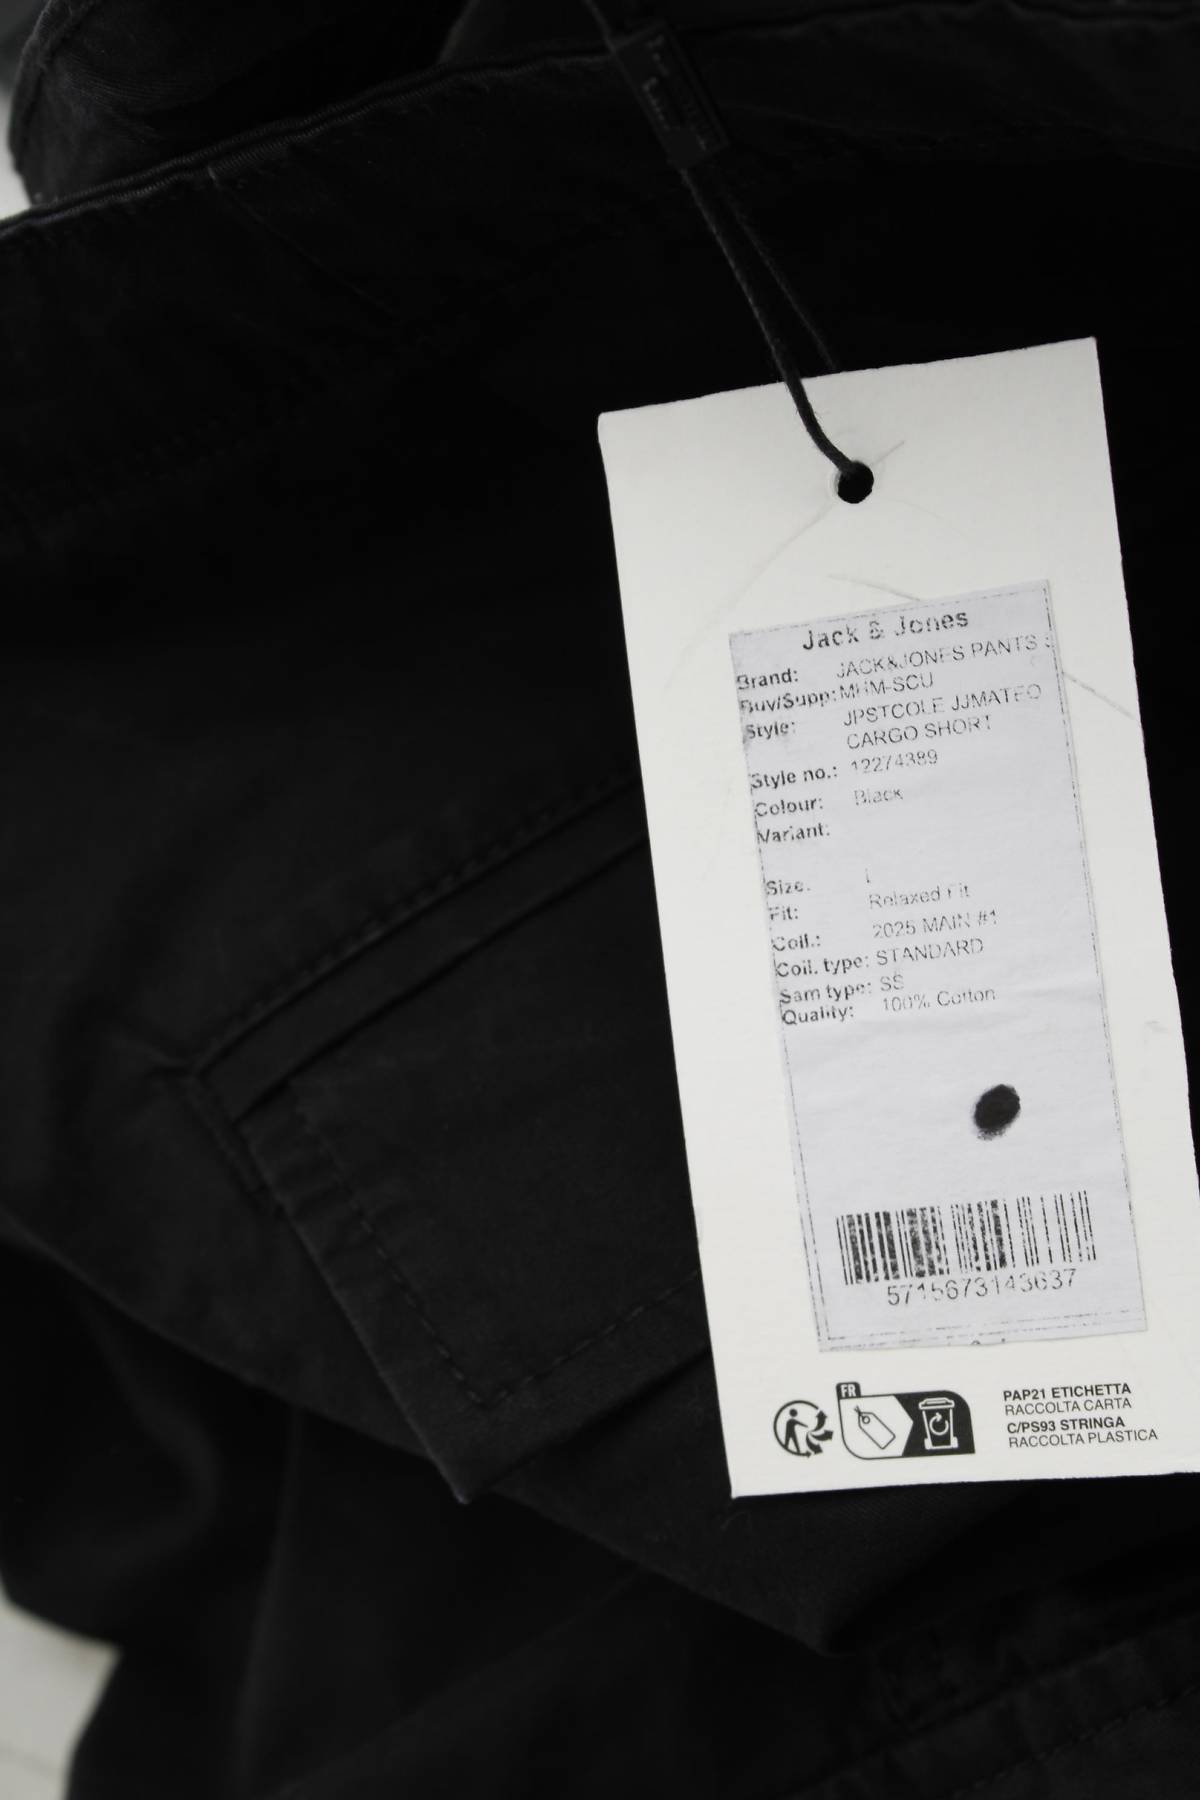 Jack & Jones
Brand: JACK&JONES PANTS
Buy/Supp: MHM-SCU
Style: JPSTCOLE JJMATEO
CARGO SHORT
Style no.: 12274389
Colour: Black
Variant:
Size:
Fit: Relaxed Fit
Coll.: 2025 MAIN #1
Coll. type: STANDARD
Sam type: SS
Quality: 100% Cotton
5715673143637
FR
PAP21 ETICHETTA
RACCOLTA CARTA
C/PS93 STRINGA
RACCOLTA PLASTICA